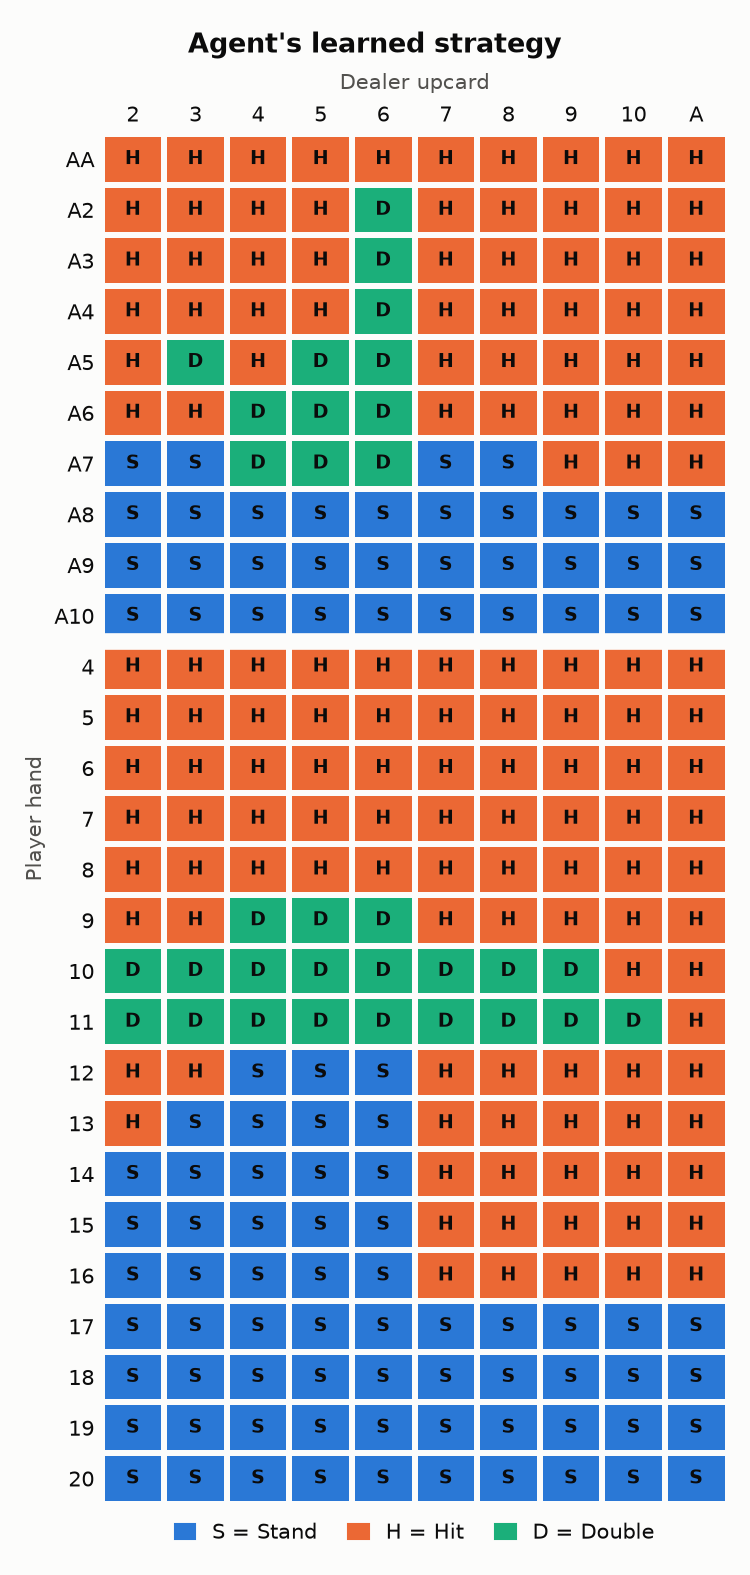 Agent's learned strategy
Dealer upcard
2 3 4 5 6 7 8 9 10 A
AA H H H H H H H H H H
A2 H H H H D H H H H H
A3 H H H H D H H H H H
A4 H H H H D H H H H H
A5 H D H D D H H H H H
A6 H H D D D H H H H H
A7 S S D D D S S H H H
A8 S S S S S S S S S S
A9 S S S S S S S S S S
A10 S S S S S S S S S S
4 H H H H H H H H H H
5 H H H H H H H H H H
6 H H H H H H H H H H
7 H H H H H H H H H H
8 H H H H H H H H H H
9 H H D D D H H H H H
10 D D D D D D D D H H
11 D D D D D D D D D H
12 H H S S S H H H H H
13 H S S S S H H H H H
14 S S S S S H H H H H
15 S S S S S H H H H H
16 S S S S S H H H H H
17 S S S S S S S S S S
18 S S S S S S S S S S
19 S S S S S S S S S S
20 S S S S S S S S S S
Player hand
S = Stand H = Hit D = Double